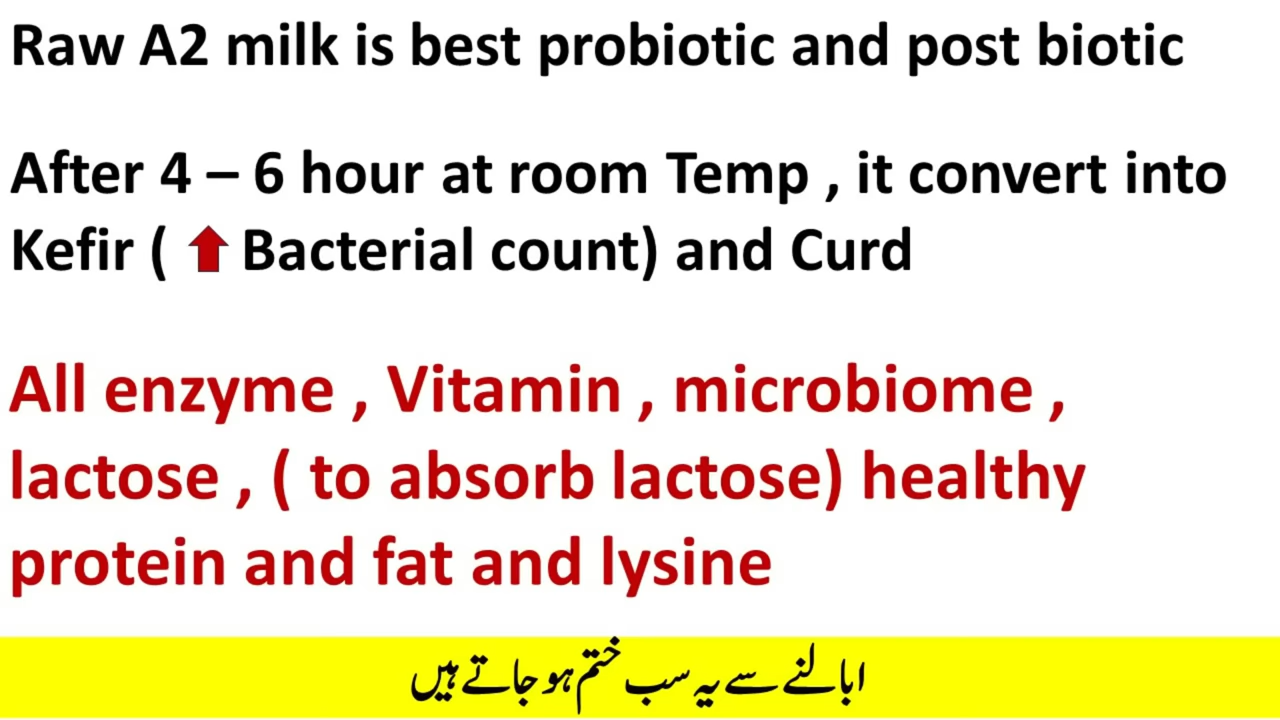 Raw A2 milk is best probiotic and post biotic
After 4 – 6 hour at room Temp , it convert into
Kefir ( Bacterial count) and Curd
All enzyme , Vitamin , microbiome ,
lactose , ( to absorb lactose) healthy
protein and fat and lysine
ابالنے سے یہ سب ختم ہو جاتے ہیں